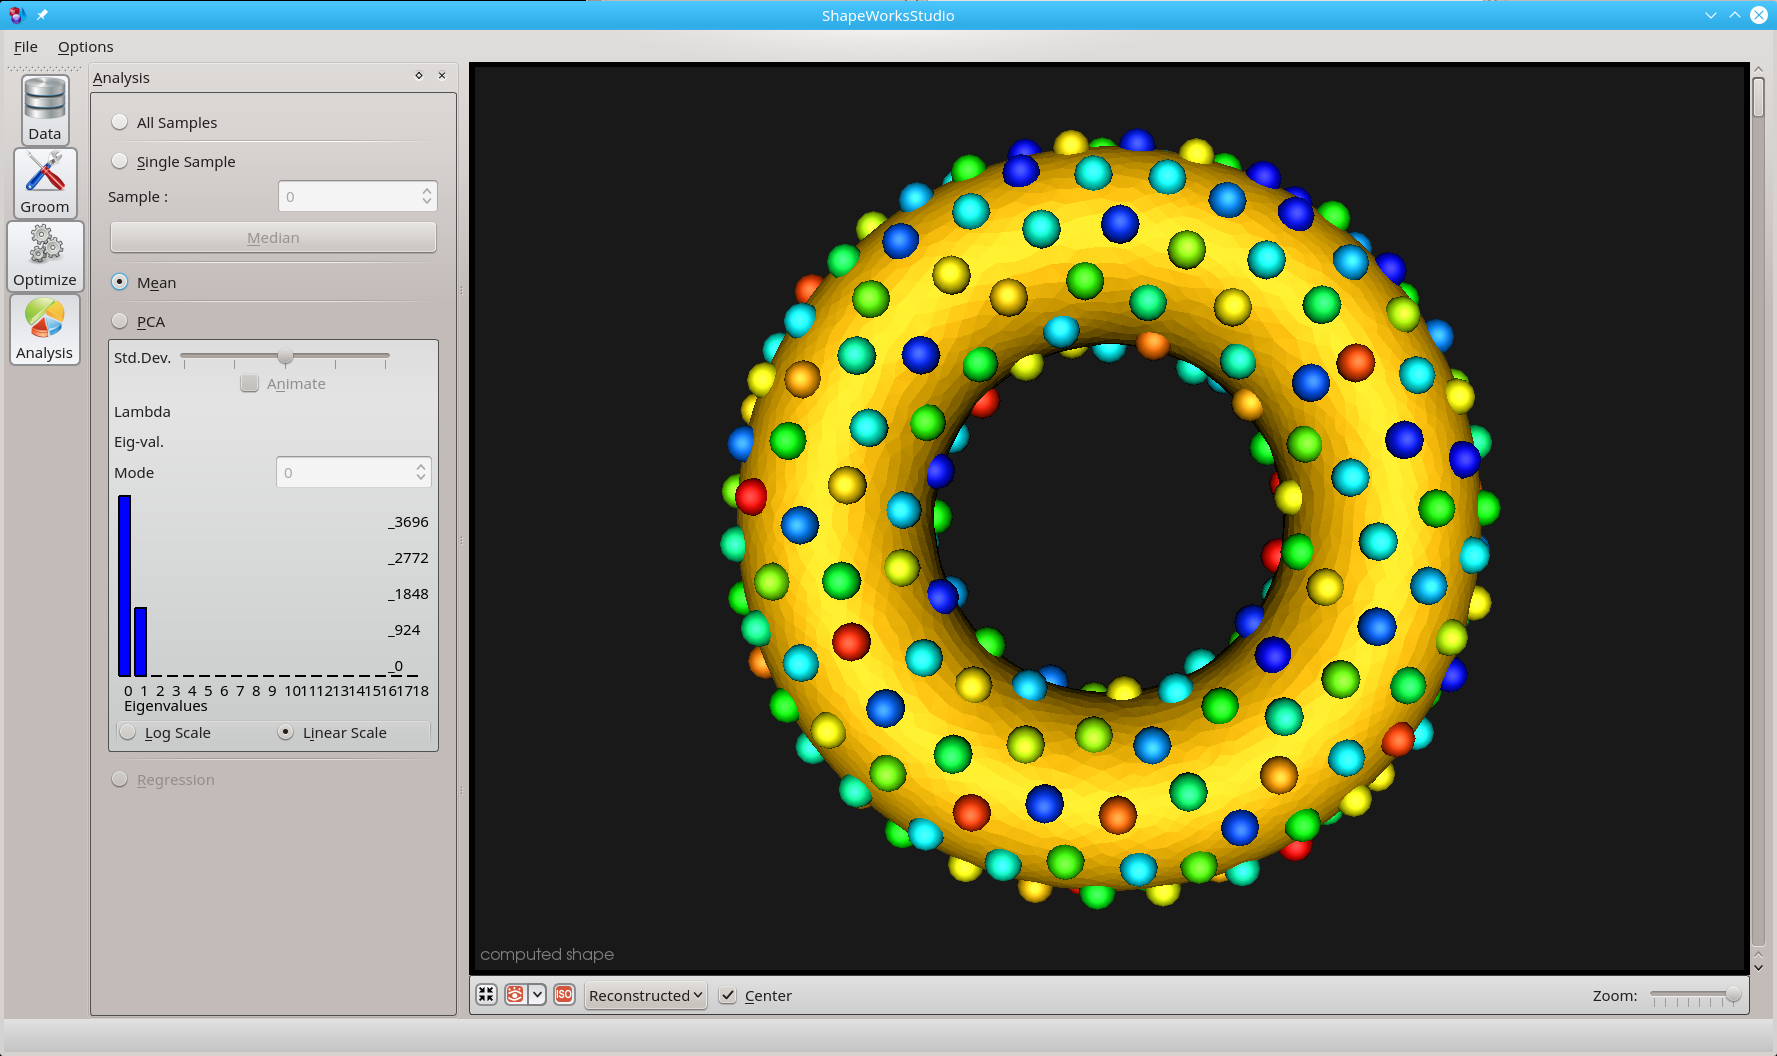 ShapeWorksStudio
File Options
Analysis
Data
Groom
Optimize
Analysis
All Samples
Single Sample
Sample : 0
Median
Mean
PCA
Std.Dev.
Animate
Lambda
Eig-val.
Mode 0
_3696
_2772
_1848
_924
_0
0 1 2 3 4 5 6 7 8 9 10 11 12 13 14 15 16 17 18
Eigenvalues
Log Scale Linear Scale
Regression
computed shape
ISO Reconstructed Center Zoom: